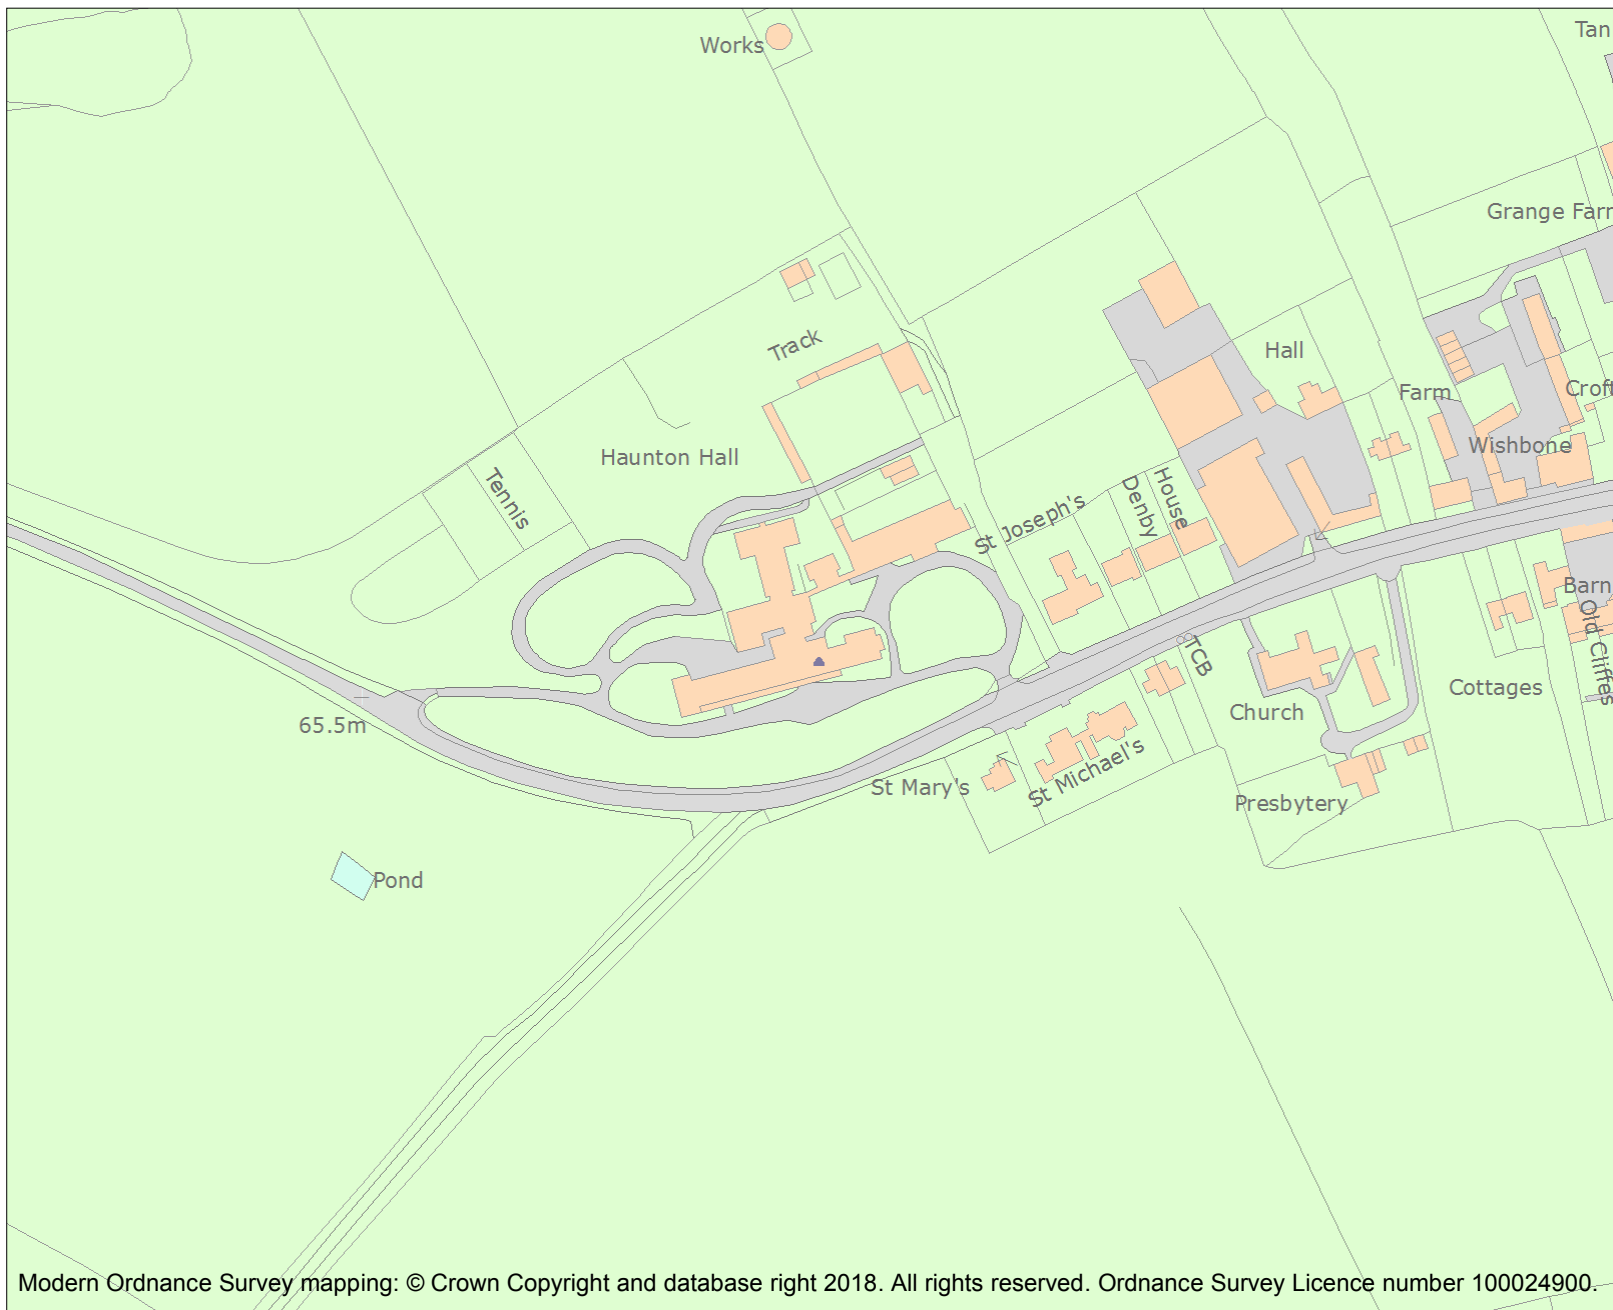 Tan
Works
Grange Farr
Track
Hall
Farm
Croft
Wishbone
Haunton Hall
Tennis
House
Denby
St Joseph's
Barn
Old Cliffes
TCB
Cottages
Church
65.5m
St Michael's
St Mary's
Presbytery
Pond
Modern Ordnance Survey mapping: © Crown Copyright and database right 2018. All rights reserved. Ordnance Survey Licence number 100024900.